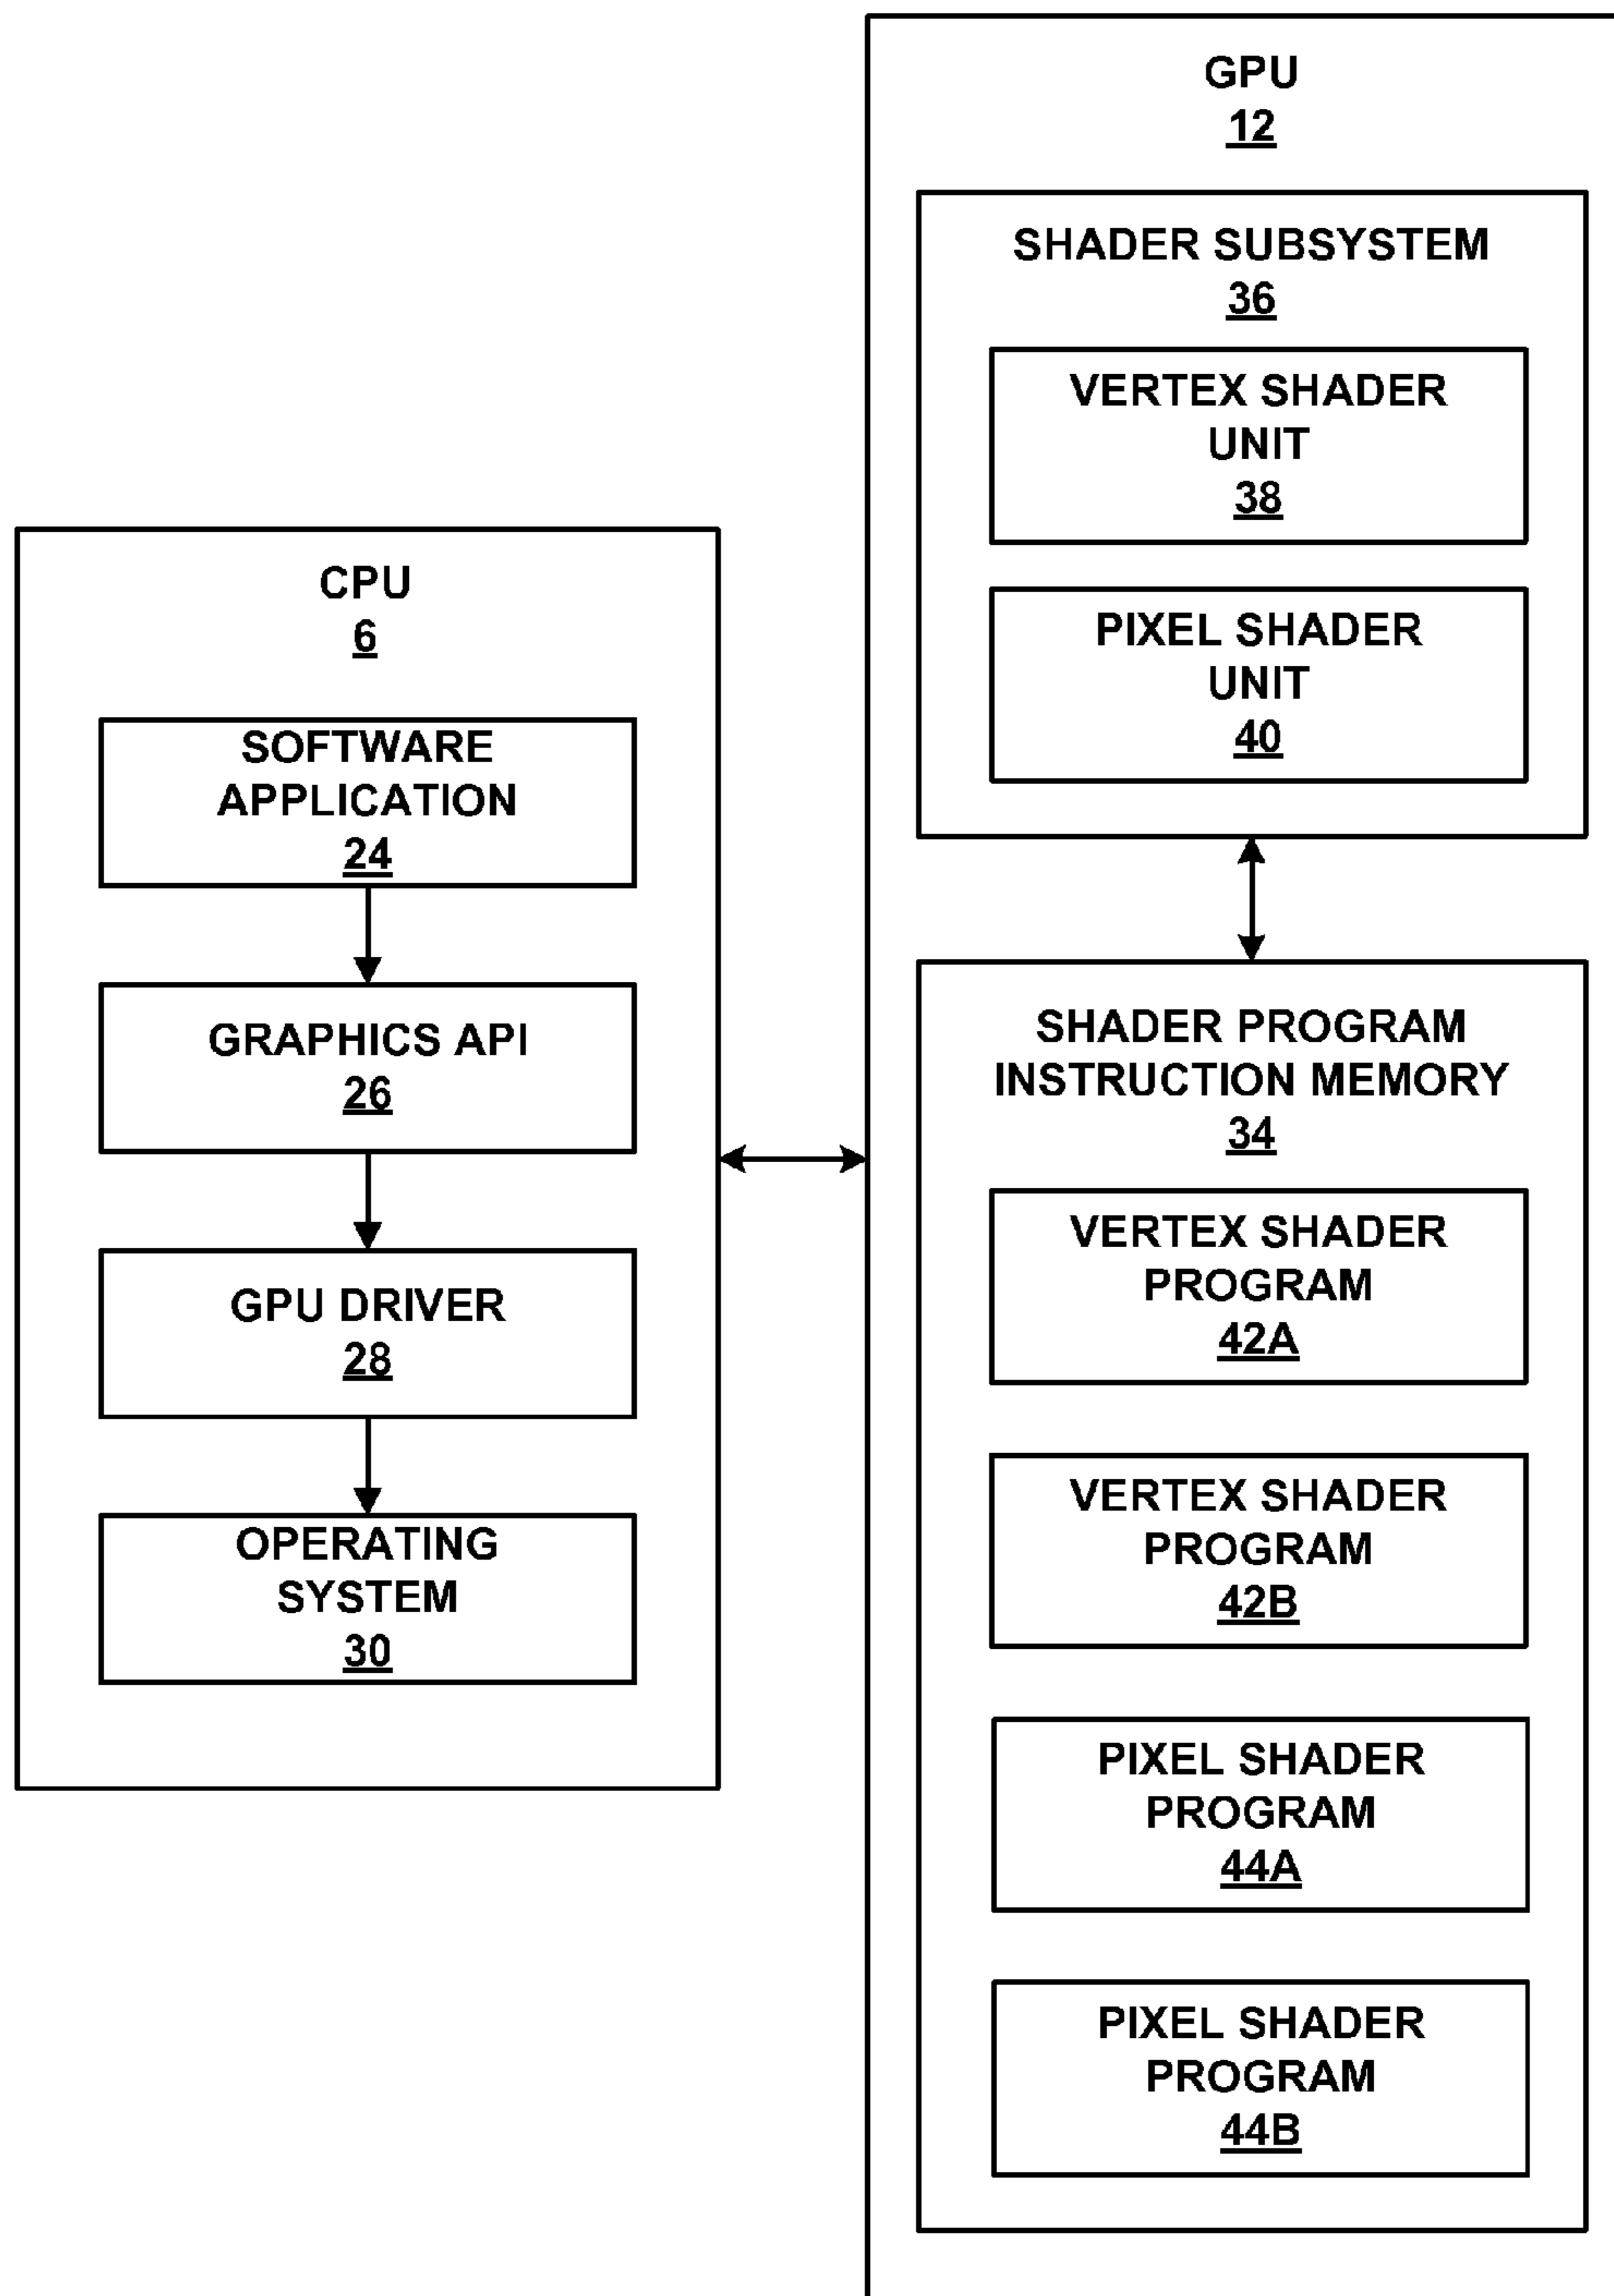 CPU
6
SOFTWARE
APPLICATION
24
GRAPHICS API
26
GPU DRIVER
28
OPERATING
SYSTEM
30
GPU
12
SHADER SUBSYSTEM
36
VERTEX SHADER
UNIT
38
PIXEL SHADER
UNIT
40
SHADER PROGRAM
INSTRUCTION MEMORY
34
VERTEX SHADER
PROGRAM
42A
VERTEX SHADER
PROGRAM
42B
PIXEL SHADER
PROGRAM
44A
PIXEL SHADER
PROGRAM
44B